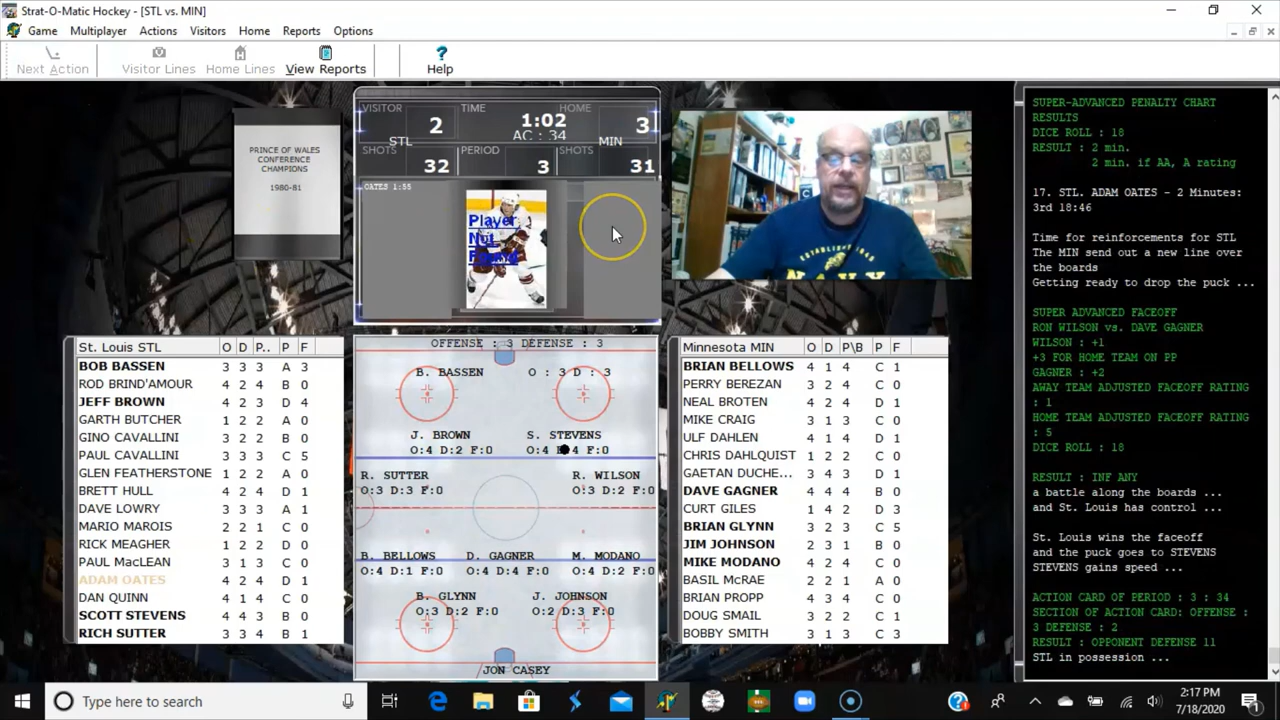 Strat-O-Matic Hockey - [STL vs. MIN]
Game Multiplayer Actions Visitors Home Reports Options
Next Action Visitor Lines Home Lines View Reports Help
PRINCE OF WALES
CONFERENCE
CHAMPIONS
1980-81
VISITOR TIME HOME
2 1:02 3
STL AC : 34 MIN
SHOTS PERIOD SHOTS
32 3 31
OATES 1:55
Player
Not
Found
St. Louis STL O D P.. P F
BOB BASSEN 3 3 3 A 3
ROD BRIND'AMOUR 4 2 2 B 0
JEFF BROWN 4 2 3 D 4
GARTH BUTCHER 1 2 2 A 0
GINO CAVALLINI 3 2 2 B 0
PAUL CAVALLINI 3 3 3 C 5
GLEN FEATHERSTONE 1 2 2 A 0
BRETT HULL 4 2 4 D 1
DAVE LOWRY 3 3 3 A 1
MARIO MAROIS 2 2 1 C 0
RICK MEAGHER 1 2 2 D 0
PAUL MacLEAN 3 1 3 C 0
ADAM OATES 4 2 4 D 1
DAN QUINN 4 1 4 C 0
SCOTT STEVENS 4 4 3 B 0
RICH SUTTER 3 3 4 B 1
OFFENSE : 3 DEFENSE : 3
B. BASSEN O : 3 D : 3
J. BROWN S. STEVENS
O:4 D:2 F:0 O:4 4 F:0
R. SUTTER R. WILSON
O:3 D:3 F:0 O:3 D:2 F:0
B. BELLOWS D. GAGNER M. MODANO
O:4 D:1 F:0 O:4 D:4 F:0 O:4 D:2 F:0
B. GLYNN J. JOHNSON
O:3 D:2 F:0 O:2 D:3 F:0
JON CASEY
Minnesota MIN O D P\B P F
BRIAN BELLOWS 4 1 4 C 1
PERRY BEREZAN 3 2 3 C 0
NEAL BROTEN 4 2 4 D 1
MIKE CRAIG 3 1 3 C 0
ULF DAHLEN 4 1 4 D 1
CHRIS DAHLQUIST 1 2 2 C 0
GAETAN DUCHE... 3 4 3 D 1
DAVE GAGNER 4 4 4 B 0
CURT GILES 1 4 2 D 3
BRIAN GLYNN 3 2 3 C 5
JIM JOHNSON 2 3 1 B 0
MIKE MODANO 4 2 4 C 0
BASIL McRAE 2 2 1 A 0
BRIAN PROPP 4 3 4 D 0
DOUG SMAIL 3 2 2 C 1
BOBBY SMITH 3 1 3 C 3
SUPER-ADVANCED PENALTY CHART
RESULTS
DICE ROLL : 18
RESULT : 2 min.
2 min. if AA, A rating
17. STL. ADAM OATES - 2 Minutes:
3rd 18:46
Time for reinforcements for STL
The MIN send out a new line over
the boards
Getting ready to drop the puck ...
SUPER ADVANCED FACEOFF
RON WILSON vs. DAVE GAGNER
WILSON : +1
+3 FOR HOME TEAM ON PP
GAGNER : +2
AWAY TEAM ADJUSTED FACEOFF RATING
: 1
HOME TEAM ADJUSTED FACEOFF RATING
: 5
DICE ROLL : 18
RESULT : INF ANY
a battle along the boards ...
and St. Louis has control ...
St. Louis wins the faceoff
and the puck goes to STEVENS
STEVENS gains speed ...
ACTION CARD OF PERIOD : 3 : 34
SECTION OF ACTION CARD: OFFENSE :
3 DEFENSE : 2
RESULT : OPPONENT DEFENSE 11
STL in possession ...
Type here to search
2:17 PM
7/18/2020